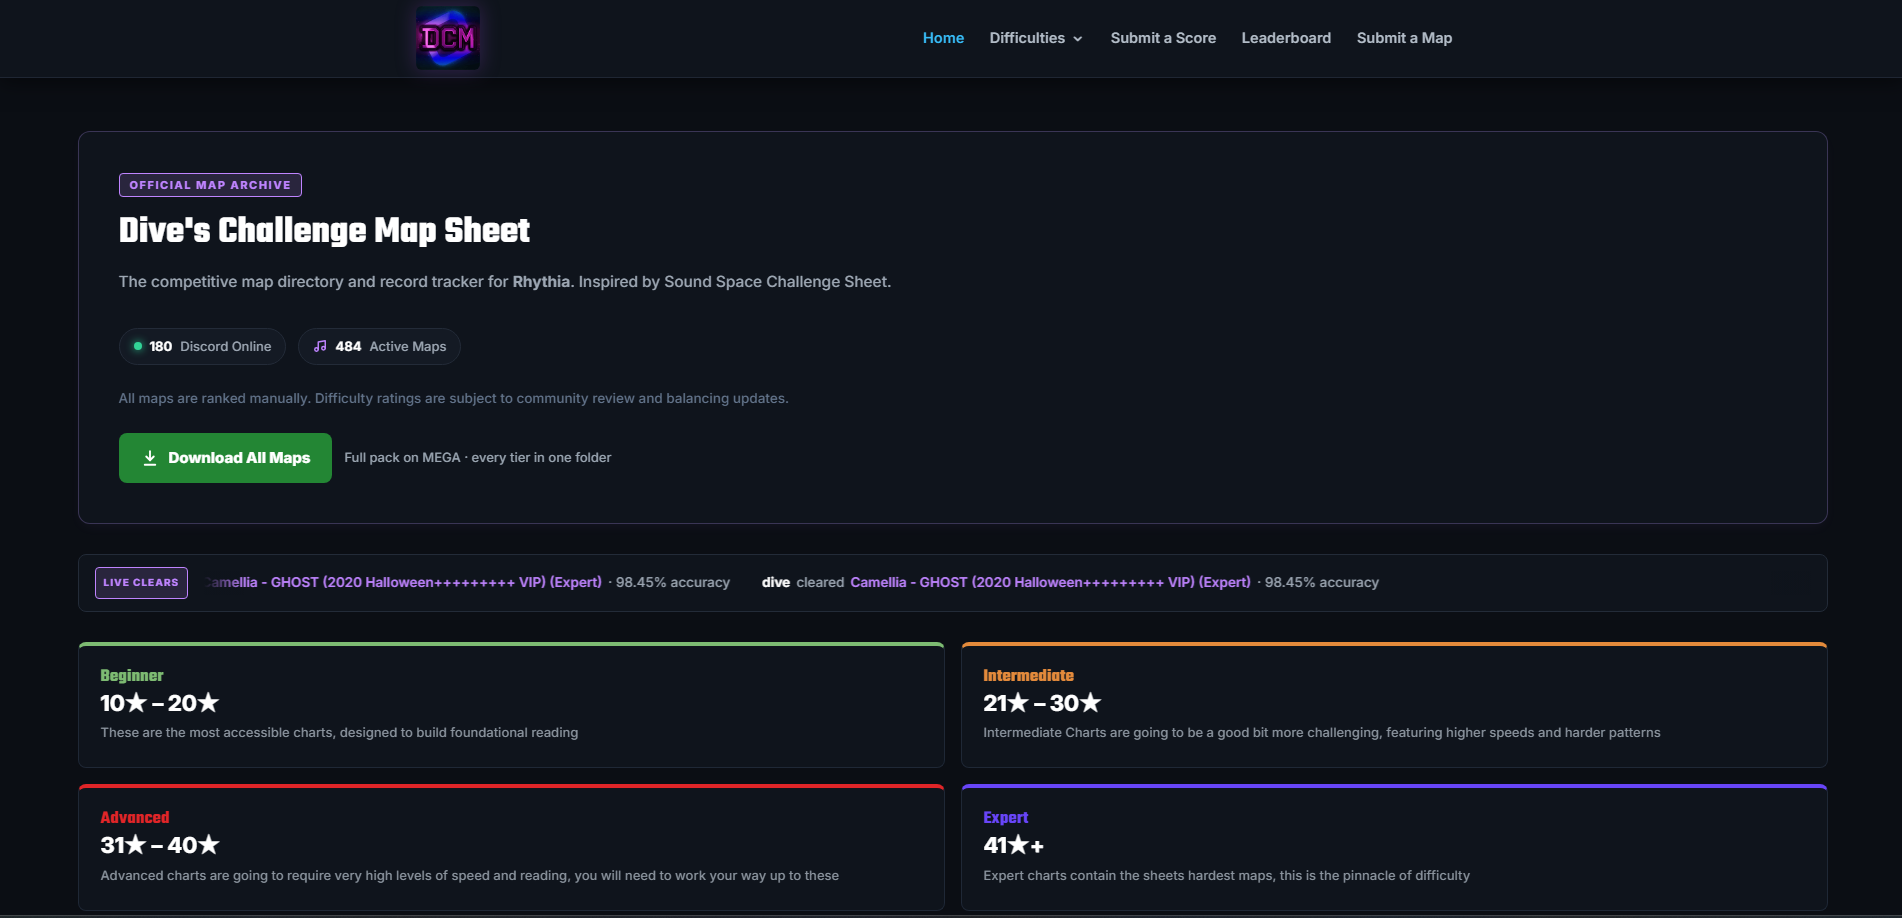 DCM
Home Difficulties Submit a Score Leaderboard Submit a Map
OFFICIAL MAP ARCHIVE
Dive's Challenge Map Sheet
The competitive map directory and record tracker for Rhythia. Inspired by Sound Space Challenge Sheet.
180 Discord Online 484 Active Maps
All maps are ranked manually. Difficulty ratings are subject to community review and balancing updates.
Download All Maps Full pack on MEGA · every tier in one folder
LIVE CLEARS Camellia - GHOST (2020 Halloween+++++++++ VIP) (Expert) · 98.45% accuracy dive cleared Camellia - GHOST (2020 Halloween+++++++++ VIP) (Expert) · 98.45% accuracy
Beginner
10★ – 20★
These are the most accessible charts, designed to build foundational reading
Intermediate
21★ – 30★
Intermediate Charts are going to be a good bit more challenging, featuring higher speeds and harder patterns
Advanced
31★ – 40★
Advanced charts are going to require very high levels of speed and reading, you will need to work your way up to these
Expert
41★+
Expert charts contain the sheets hardest maps, this is the pinnacle of difficulty